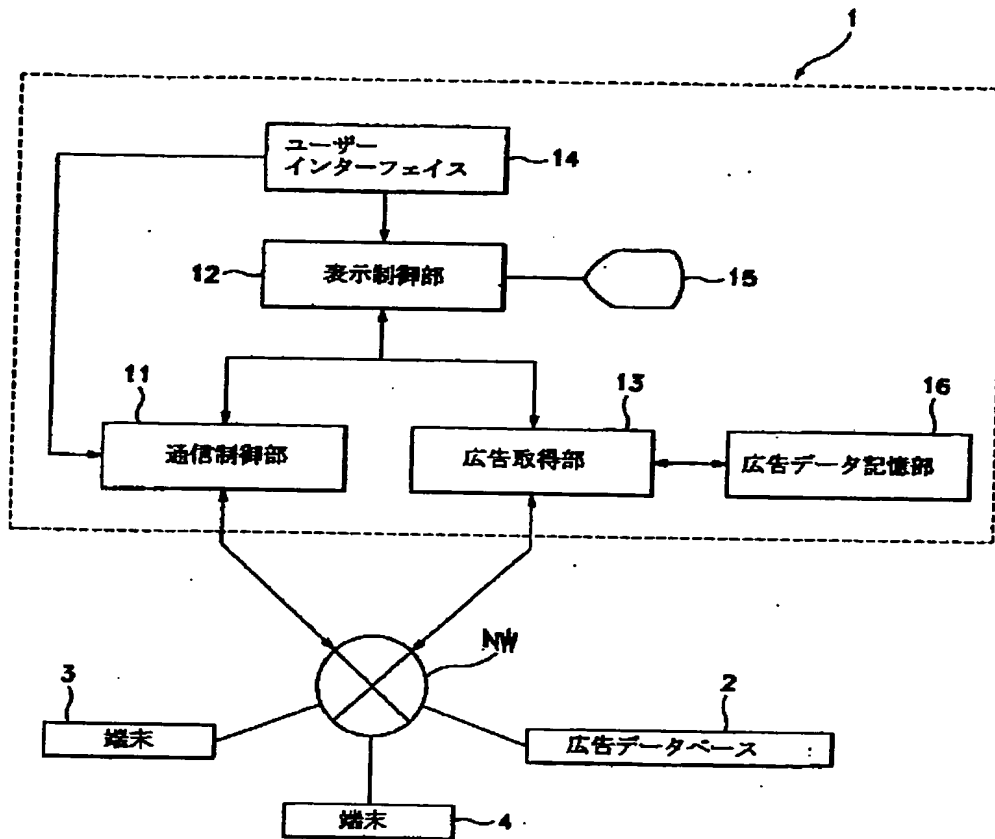 1
ユーザー
インターフェイス
14
12
表示制御部
15
11
13
16
通信制御部
広告取得部
広告データ記憶部
NW
3
2
端末
広告データベース
端末
4